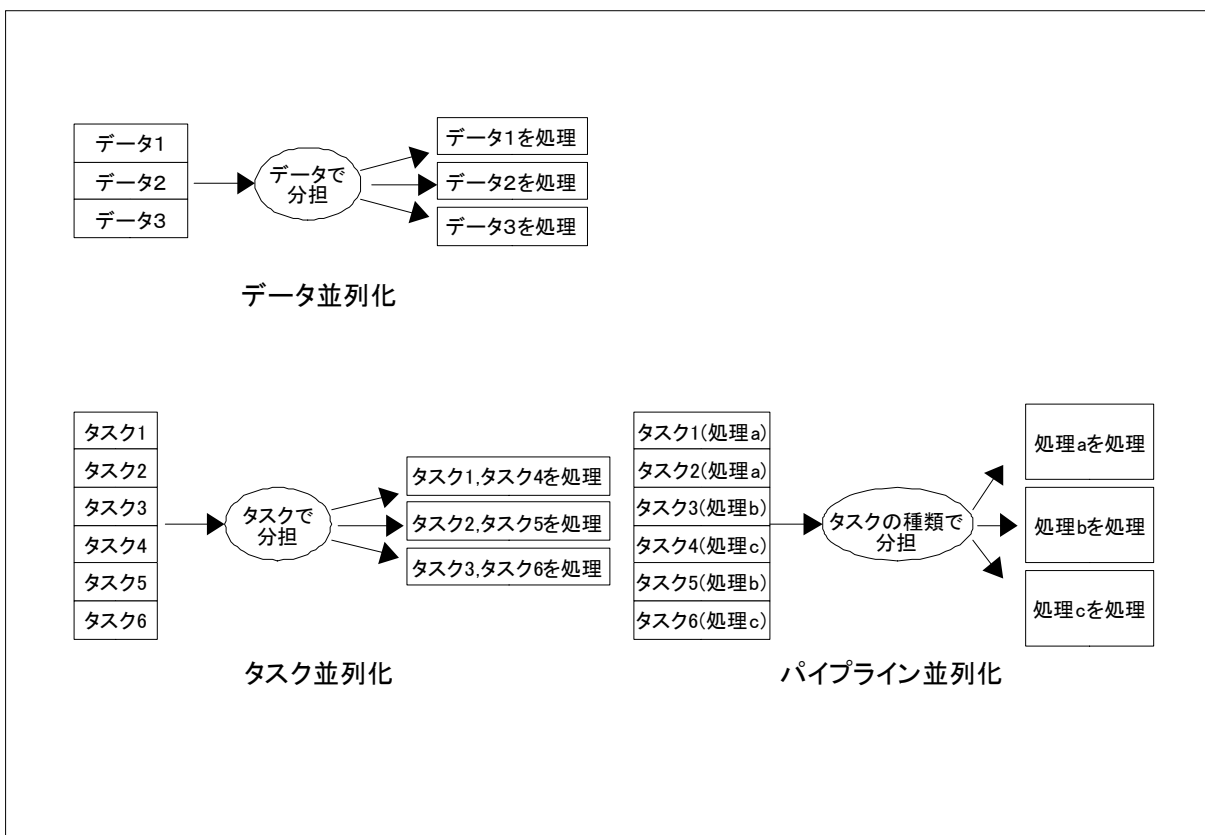 データ1
データ2
データ3
データで
分担
データ1を処理
データ2を処理
データ3を処理
データ並列化
タスク1
タスク2
タスク3
タスク4
タスク5
タスク6
タスクで
分担
タスク1,タスク4を処理
タスク2,タスク5を処理
タスク3,タスク6を処理
タスク並列化
タスク1(処理a)
タスク2(処理a)
タスク3(処理b)
タスク4(処理c)
タスク5(処理b)
タスク6(処理c)
タスクの種類で
分担
処理aを処理
処理bを処理
処理cを処理
パイプライン並列化